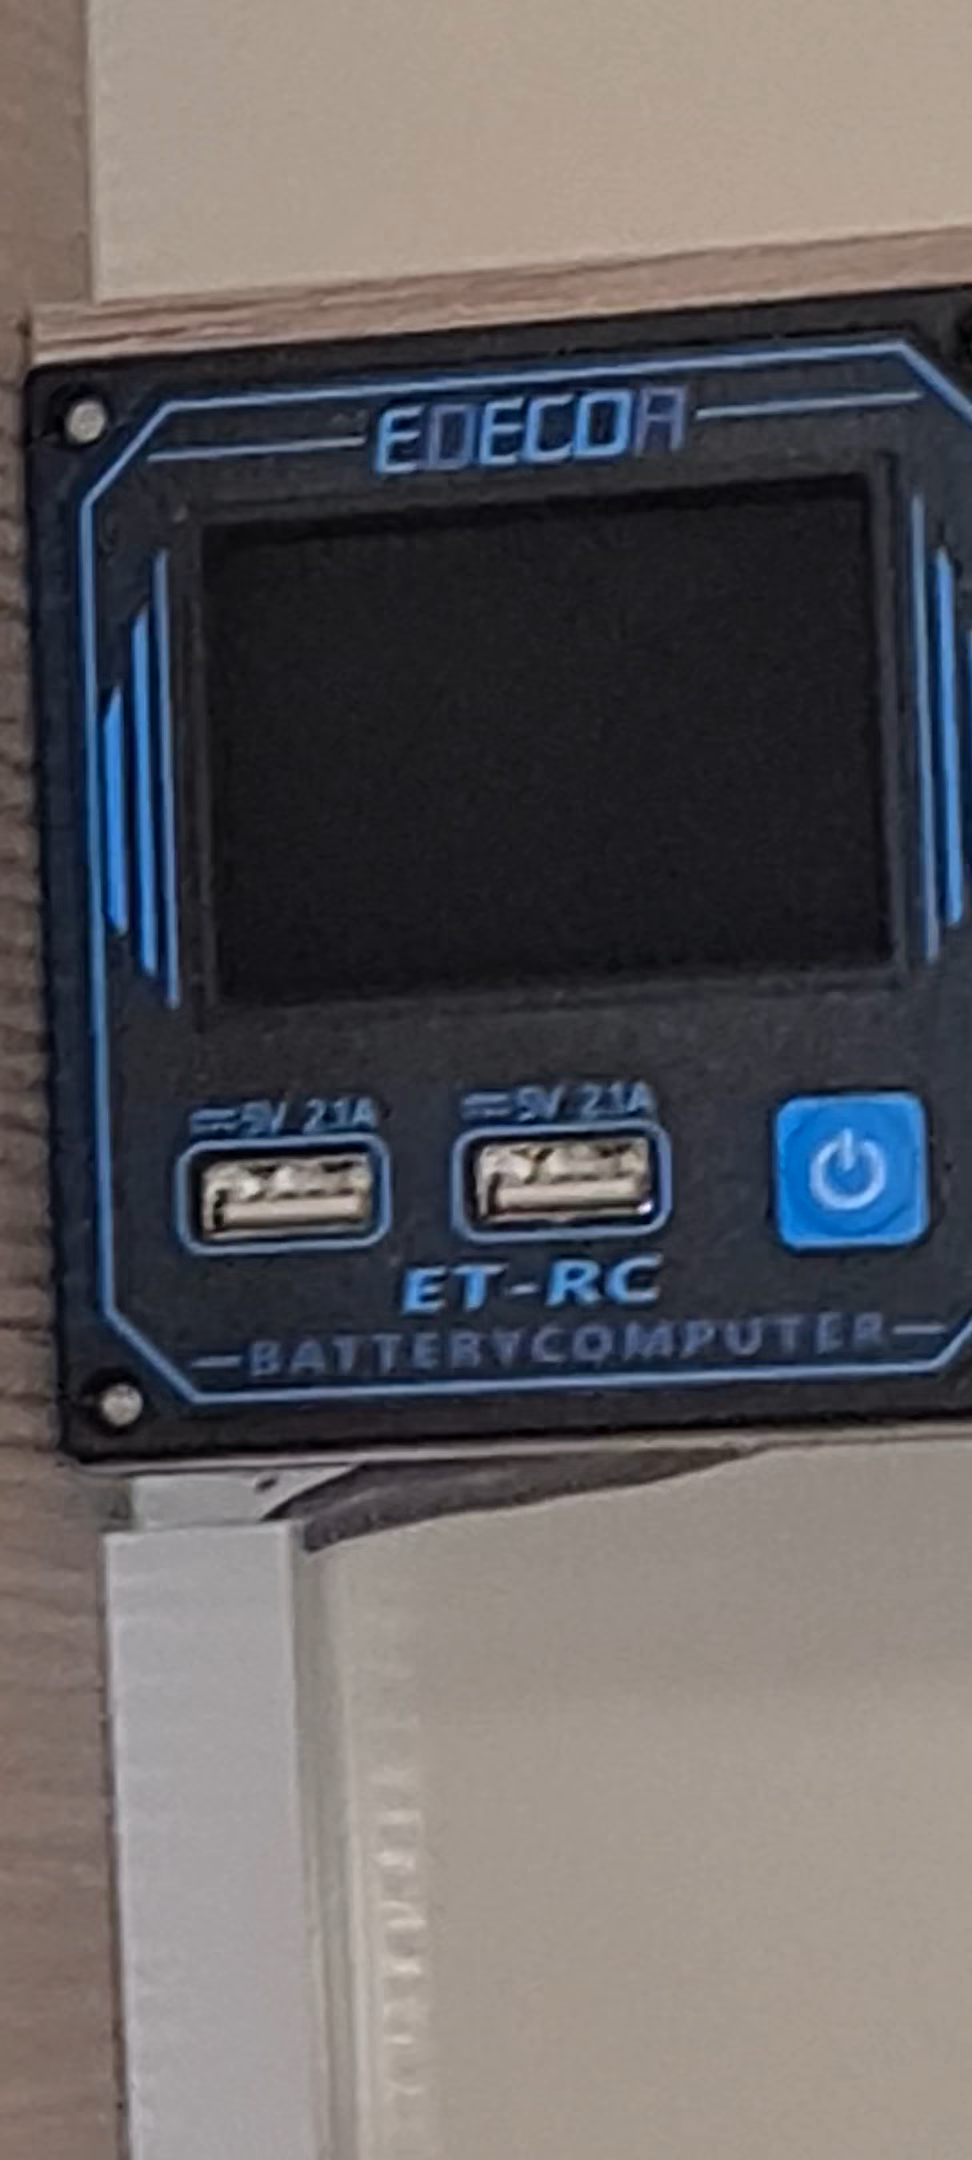 EDECOA
⎓5V 2.1A ⎓5V 2.1A
ET-RC
BATTERYCOMPUTER